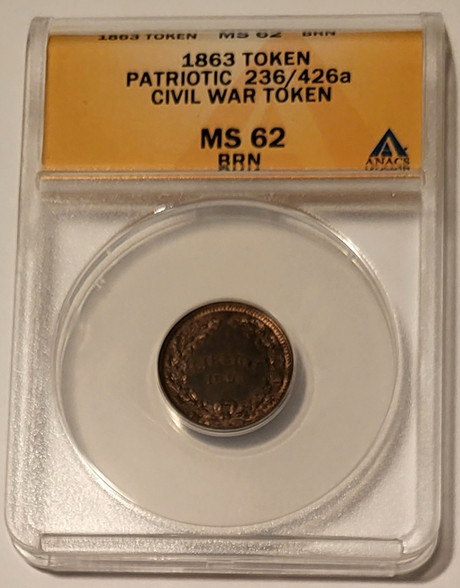 1863 TOKEN MS 62 BRN
1863 TOKEN
PATRIOTIC 236/426a
CIVIL WAR TOKEN
MS 62
BRN
ANACS